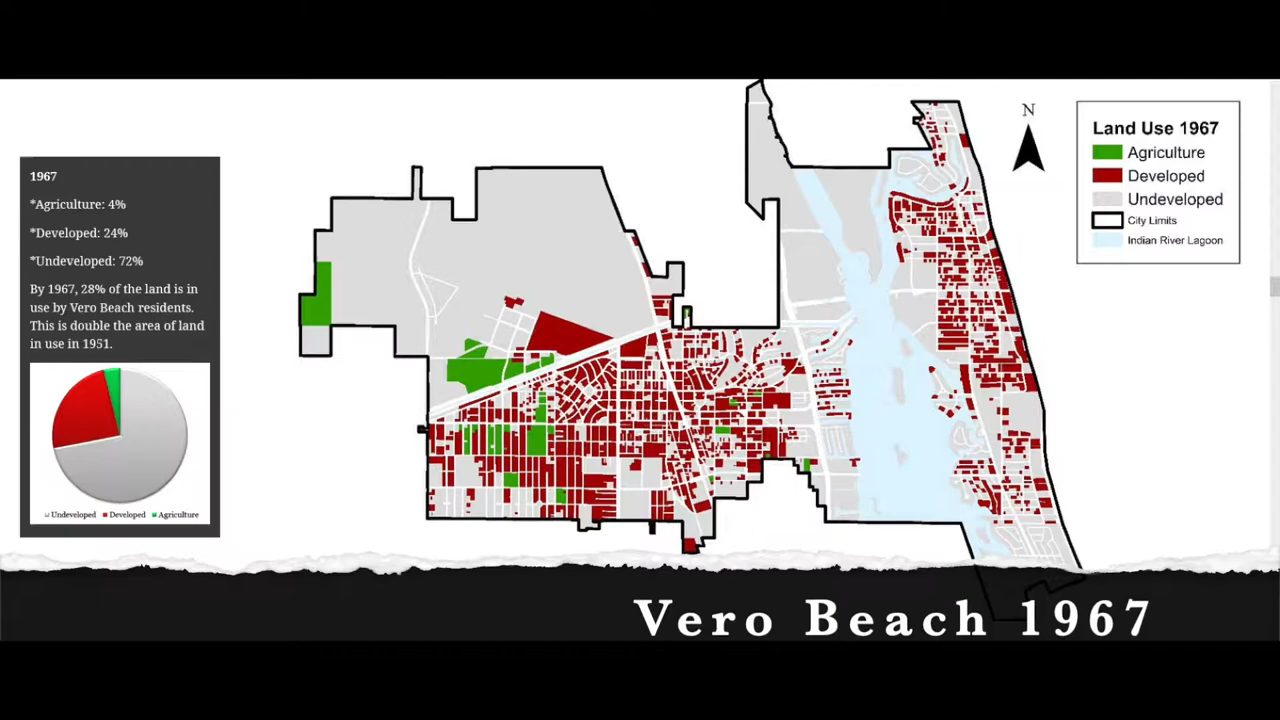 1967
*Agriculture: 4%
*Developed: 24%
*Undeveloped: 72%
By 1967, 28% of the land is in
use by Vero Beach residents.
This is double the area of land
in use in 1951.
Undeveloped Developed Agriculture
N
Land Use 1967
Agriculture
Developed
Undeveloped
City Limits
Indian River Lagoon
Vero Beach 1967